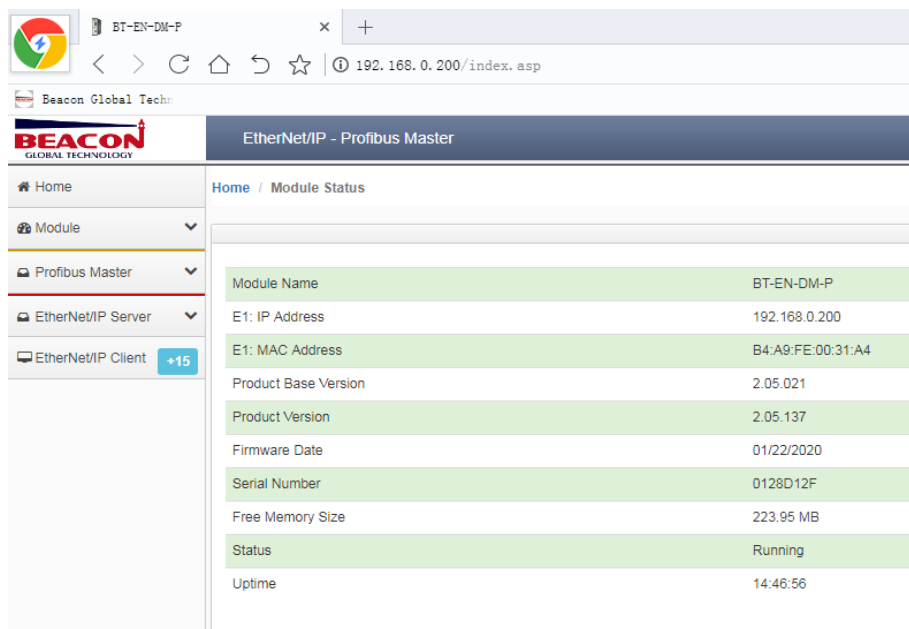 BT-EN-DM-P
192.168.0.200/index.asp
Beacon Global Techn
BEACON
GLOBAL TECHNOLOGY
EtherNet/IP - Profibus Master
Home
Home / Module Status
Module
Profibus Master
EtherNet/IP Server
EtherNet/IP Client +15
Module Name BT-EN-DM-P
E1: IP Address 192.168.0.200
E1: MAC Address B4:A9:FE:00:31:A4
Product Base Version 2.05.021
Product Version 2.05.137
Firmware Date 01/22/2020
Serial Number 0128D12F
Free Memory Size 223.95 MB
Status Running
Uptime 14:46:56